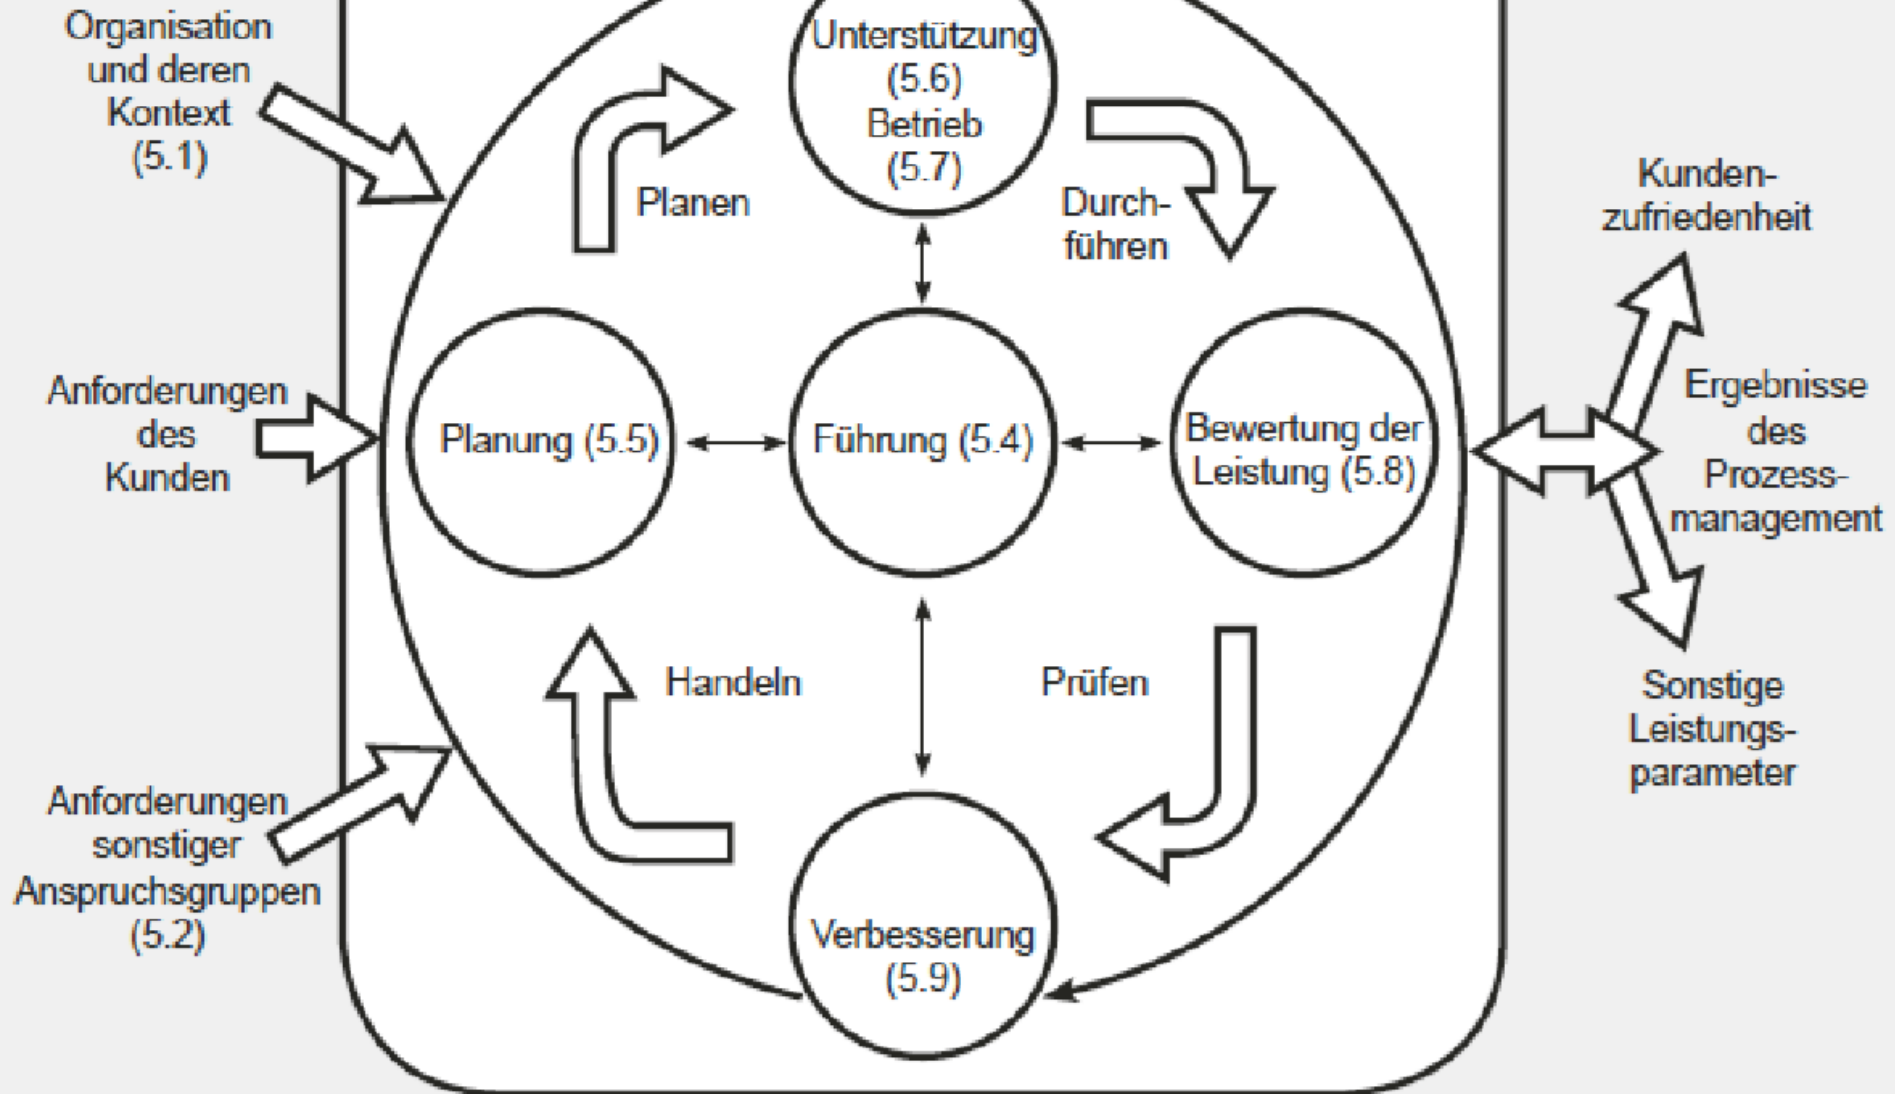 Organisation
und deren
Kontext
(5.1)
Unterstützung
(5.6)
Betrieb
(5.7)
Planen
Durch-
führen
Kunden-
zufriedenheit
Anforderungen
des
Kunden
Planung (5.5)
Führung (5.4)
Bewertung der
Leistung (5.8)
Ergebnisse
des
Prozess-
management
Handeln
Prüfen
Sonstige
Leistungs-
parameter
Anforderungen
sonstiger
Anspruchsgruppen
(5.2)
Verbesserung
(5.9)